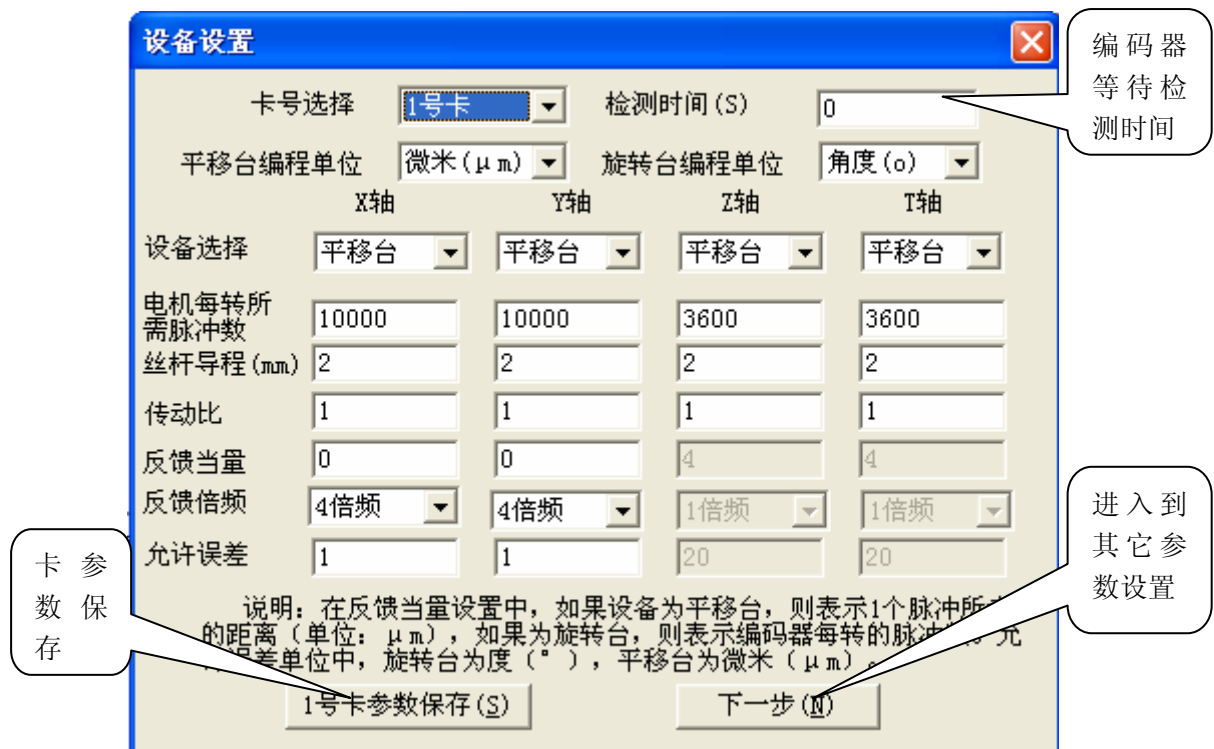 设备设置
编码器
等待检
测时间
卡号选择 1号卡 检测时间(S) 0
平移台编程单位 微米(μm) 旋转台编程单位 角度(o)
X轴 Y轴 Z轴 T轴
设备选择 平移台 平移台 平移台 平移台
电机每转所
需脉冲数 10000 10000 3600 3600
丝杆导程(mm) 2 2 2 2
传动比 1 1 1 1
反馈当量 0 0 4 4
反馈倍频 4倍频 4倍频 1倍频 1倍频
允许误差 1 1 20 20
卡参
数保
存
进入到
其它参
数设置
说明: 在反馈当量设置中, 如果设备为平移台, 则表示1个脉冲所
的距离(单位: μm), 如果为旋转台, 则表示编码器每转的脉冲 允
误差单位中, 旋转台为度(°), 平移台为微米(μm)。
1号卡参数保存(S) 下一步(N)